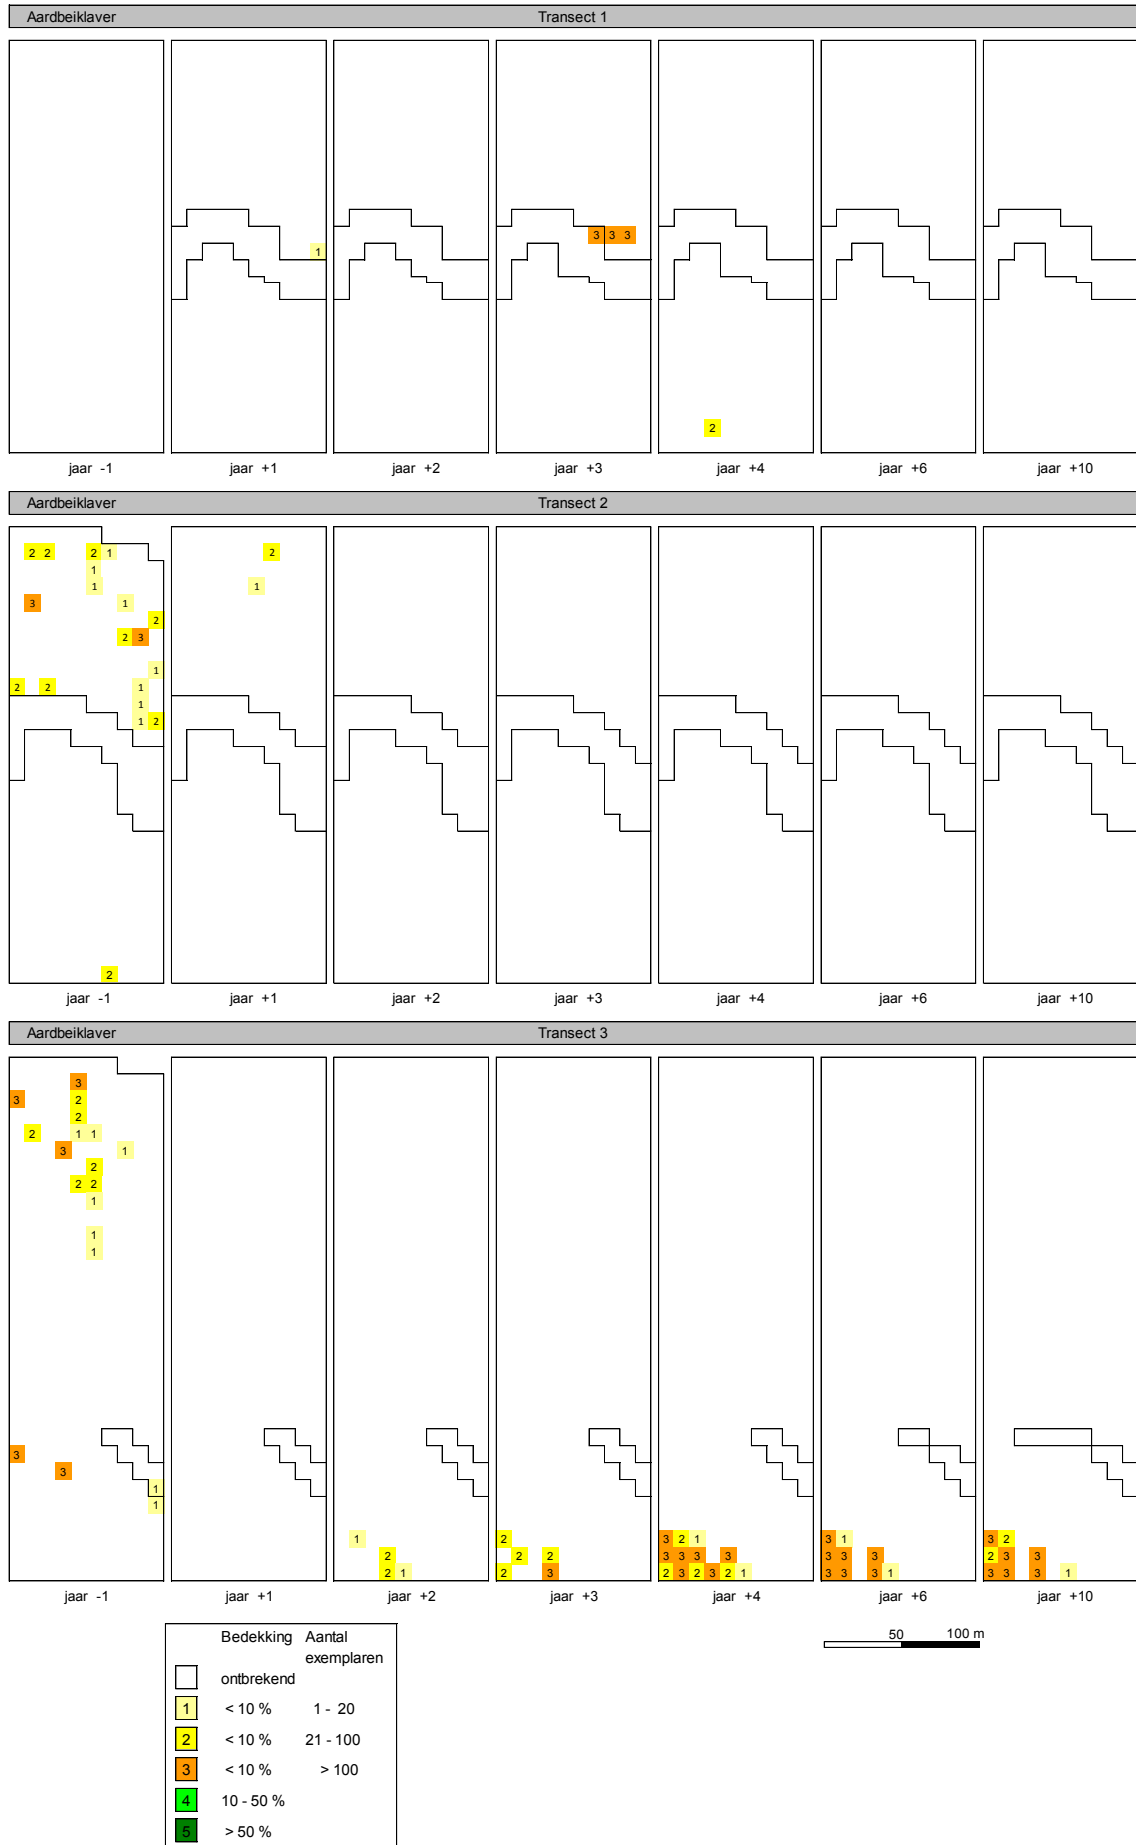 Aardbeiklaver Transect 1
3 3 3
1
2
jaar -1 jaar +1 jaar +2 jaar +3 jaar +4 jaar +6 jaar +10
Aardbeiklaver Transect 2
2 2 2 1 2
1
1 1
3 1
2
2 3
1
2 2 1
1
1 2
2
jaar -1 jaar +1 jaar +2 jaar +3 jaar +4 jaar +6 jaar +10
Aardbeiklaver Transect 3
3
3 2
2
2 1 1
3 1
2
2 2
1
1
1
3
3
1
1
1 2 3 2 1 3 1 3 2
2 2 2 3 3 3 3 3 3 3 2 3 3
2 1 2 3 2 3 2 3 2 1 3 3 3 1 3 3 3 1
jaar -1 jaar +1 jaar +2 jaar +3 jaar +4 jaar +6 jaar +10
Bedekking Aantal
exemplaren
ontbrekend
1 < 10 % 1 - 20
2 < 10 % 21 - 100
3 < 10 % > 100
4 10 - 50 %
5 > 50 %
50 100 m